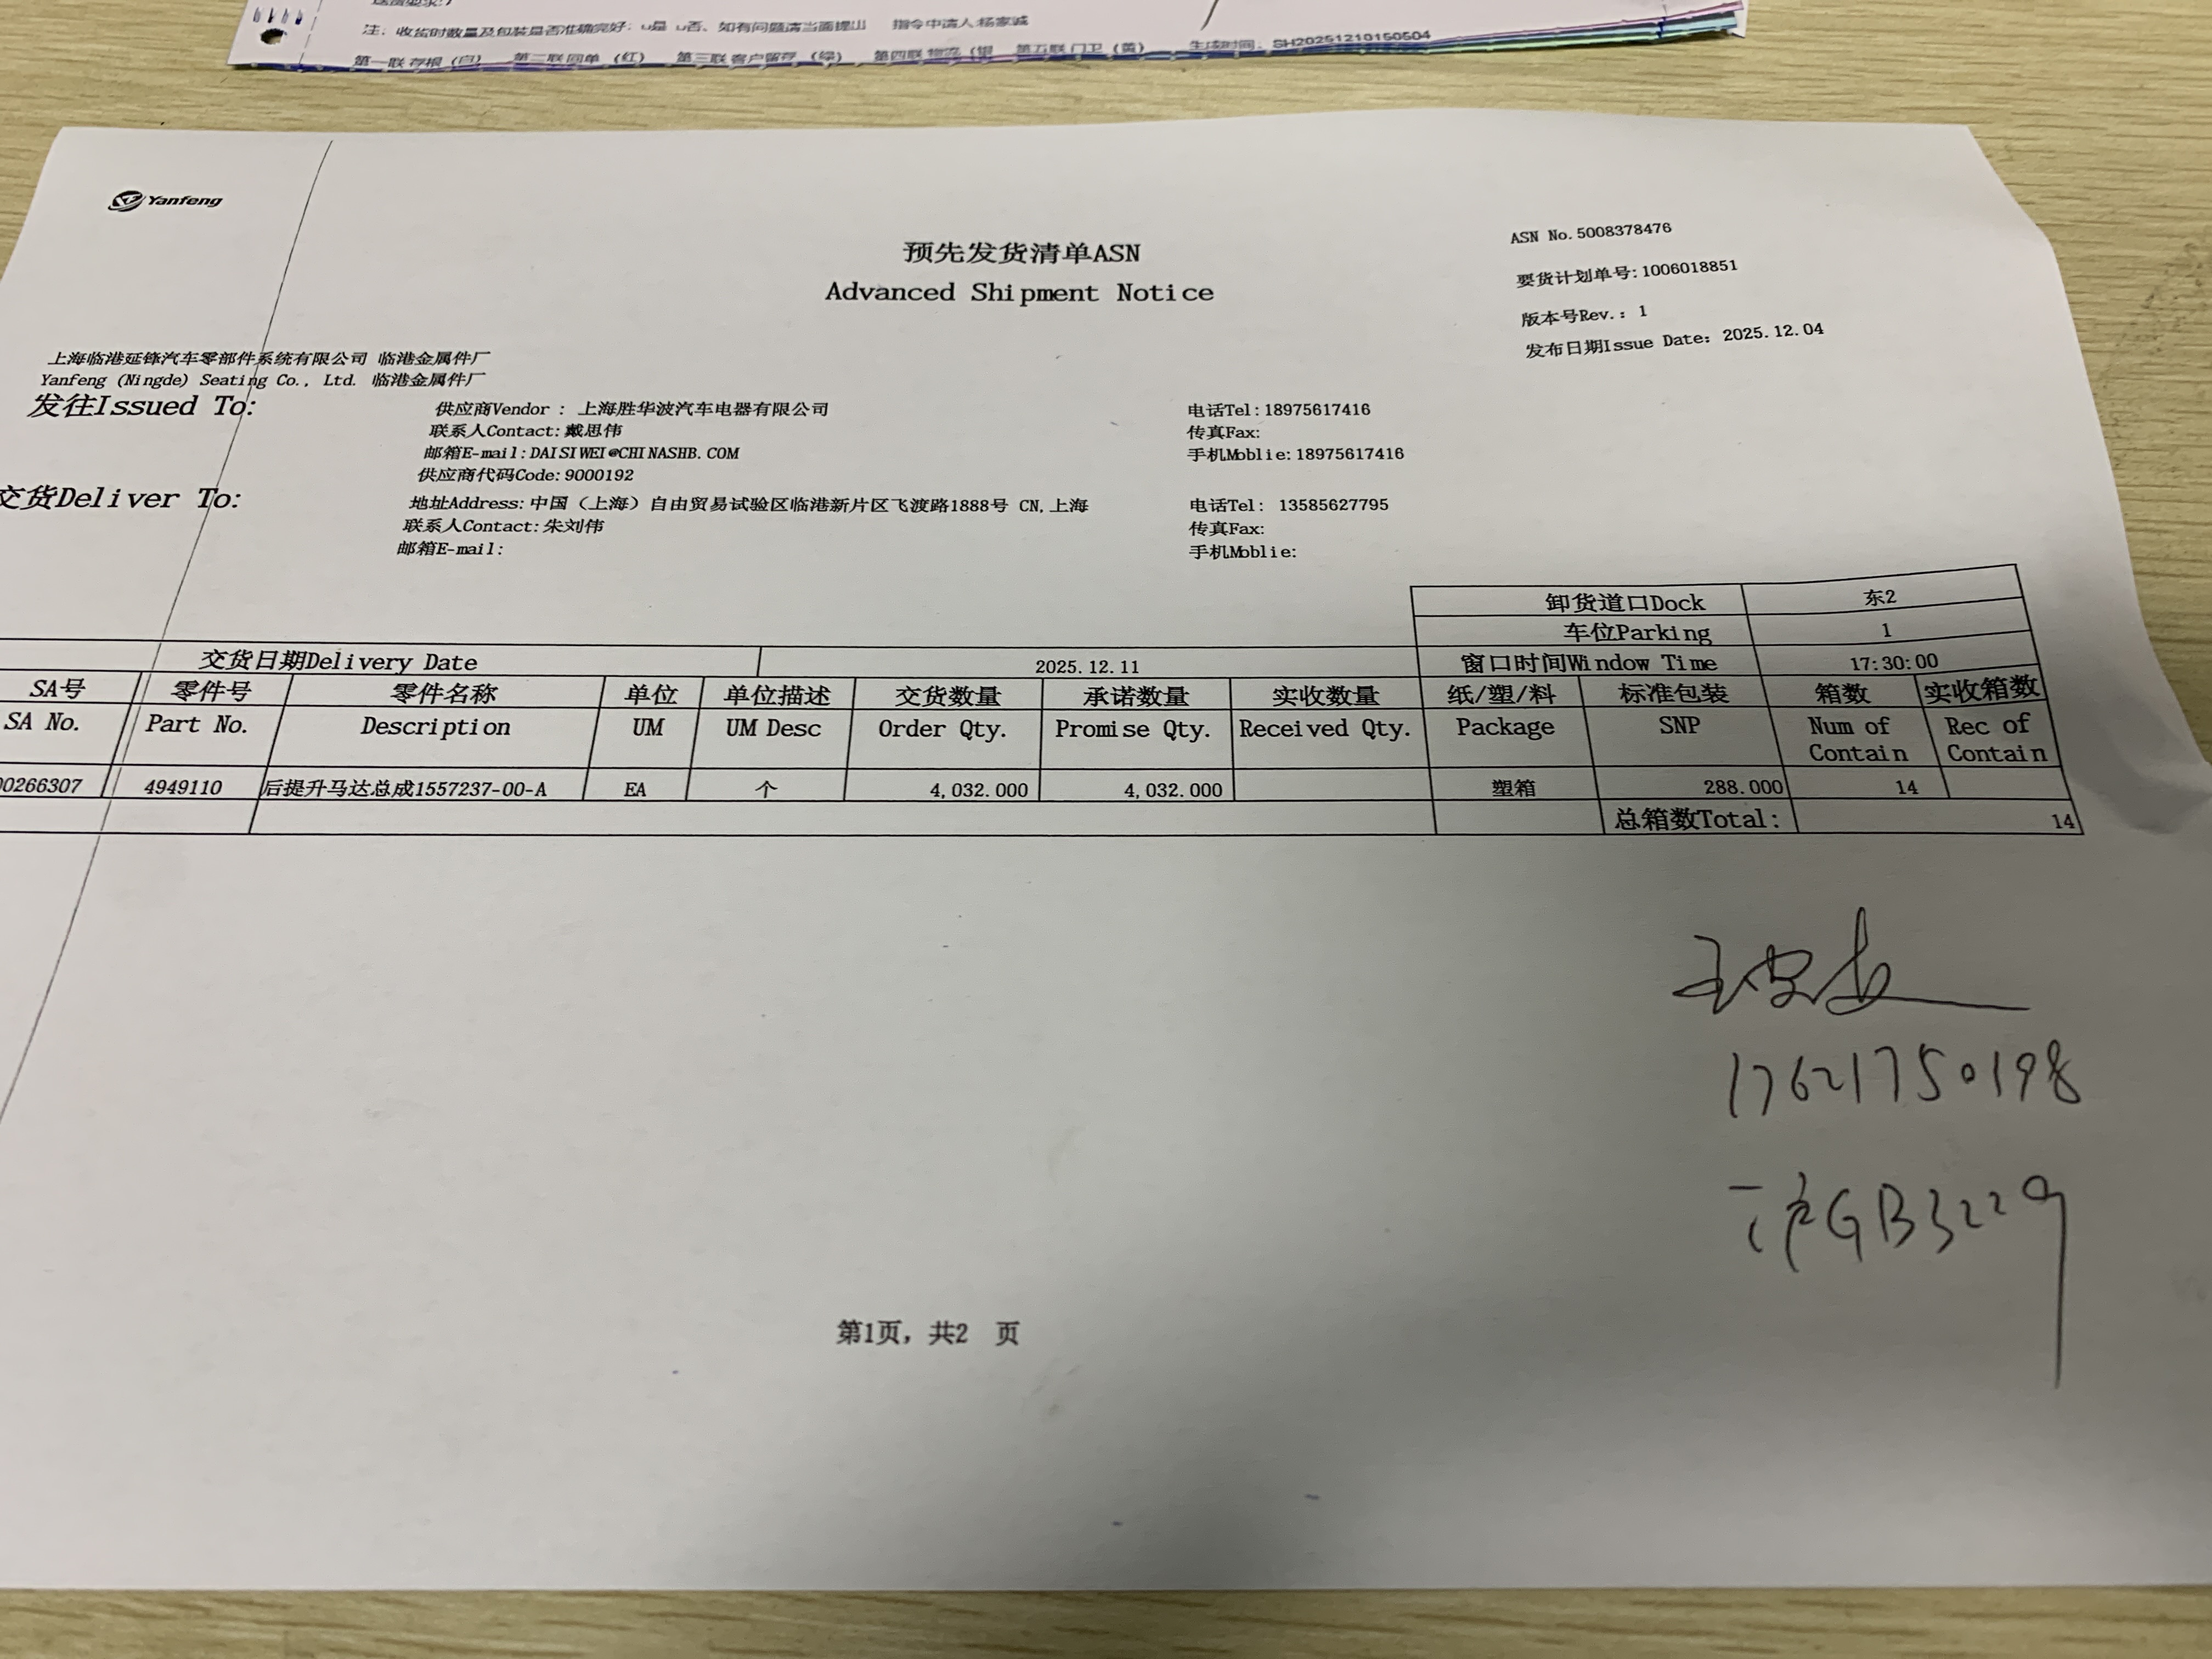 注：收货时数量及包装是否准确完好：u是 u否、如有问题请当面提出 指令申请人杨家诚
第一联 存根（白） 第二联回单（红） 第三联客户留存（绿） 第四联 物流（银 第五联门卫（黄） 生成时间：SH20251210150504
Yanfeng
预先发货清单ASN
Advanced Shipment Notice
ASN No.5008378476
要货计划单号:1006018851
版本号Rev.: 1
发布日期Issue Date: 2025.12.04
上海临港延锋汽车零部件系统有限公司 临港金属件厂
Yanfeng (Ningde) Seating Co., Ltd. 临港金属件厂
发往Issued To:
供应商Vendor : 上海胜华波汽车电器有限公司 电话Tel:18975617416
联系人Contact:戴思伟 传真Fax:
邮箱E-mail:DAISIWEI@CHINASHB.COM 手机Moblie:18975617416
供应商代码Code:9000192
交货Deliver To:
地址Address:中国（上海）自由贸易试验区临港新片区飞渡路1888号 CN,上海 电话Tel: 13585627795
联系人Contact:朱刘伟 传真Fax:
邮箱E-mail: 手机Moblie:
卸货道口Dock 东2
车位Parking 1
交货日期Delivery Date 2025.12.11 窗口时间Window Time 17:30:00
SA号 零件号 零件名称 单位 单位描述 交货数量 承诺数量 实收数量 纸/塑/料 标准包装 箱数 实收箱数
SA No. Part No. Description UM UM Desc Order Qty. Promise Qty. Received Qty. Package SNP Num of Contain Rec of Contain
00266307 4949110 后提升马达总成1557237-00-A EA 个 4,032.000 4,032.000 塑箱 288.000 14
总箱数Total: 14
17621750198
沪GB3229
第1页，共2 页